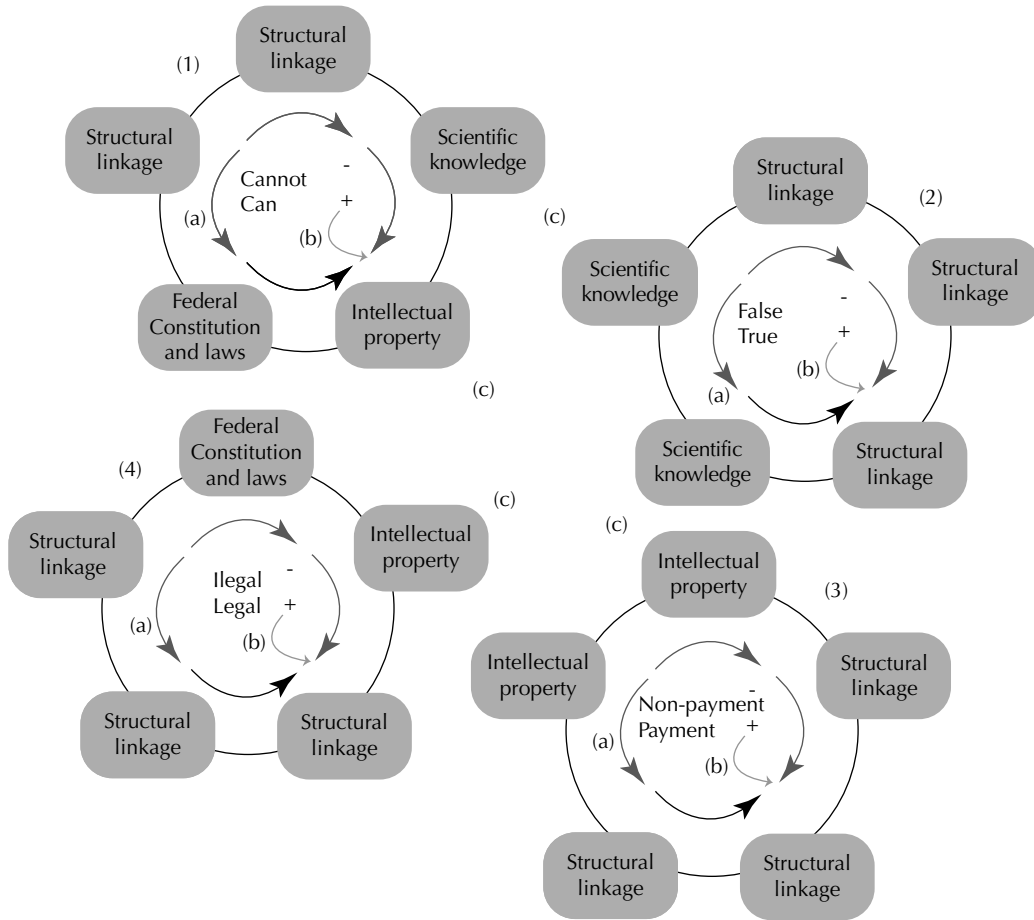 Structural
linkage
(1)
Structural
linkage
Scientific
knowledge
Cannot
Can
-
+
(a)
(b)
Federal
Constitution
and laws
Intellectual
property
(c)
Structural
linkage
(2)
(c)
Scientific
knowledge
Structural
linkage
False
True
-
+
(b)
(a)
Scientific
knowledge
Structural
linkage
Federal
Constitution
and laws
(4)
(c)
Structural
linkage
Intellectual
property
Ilegal
Legal
-
+
(a)
(b)
Structural
linkage
Structural
linkage
(c)
Intellectual
property
(3)
Intellectual
property
Structural
linkage
Non-payment
Payment
-
+
(a)
(b)
Structural
linkage
Structural
linkage